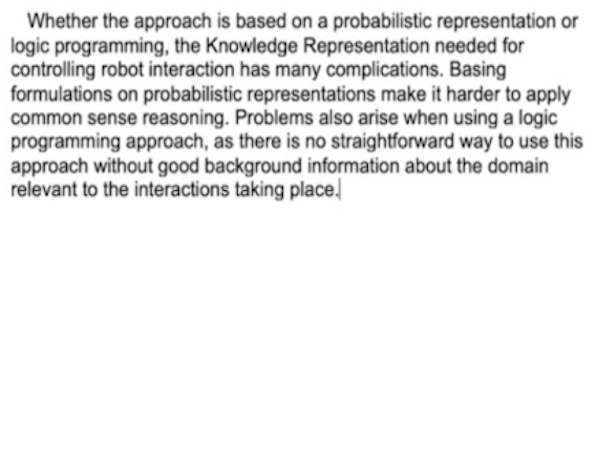 Whether the approach is based on a probabilistic representation or
logic programming, the Knowledge Representation needed for
controlling robot interaction has many complications. Basing
formulations on probabilistic representations make it harder to apply
common sense reasoning. Problems also arise when using a logic
programming approach, as there is no straightforward way to use this
approach without good background information about the domain
relevant to the interactions taking place.